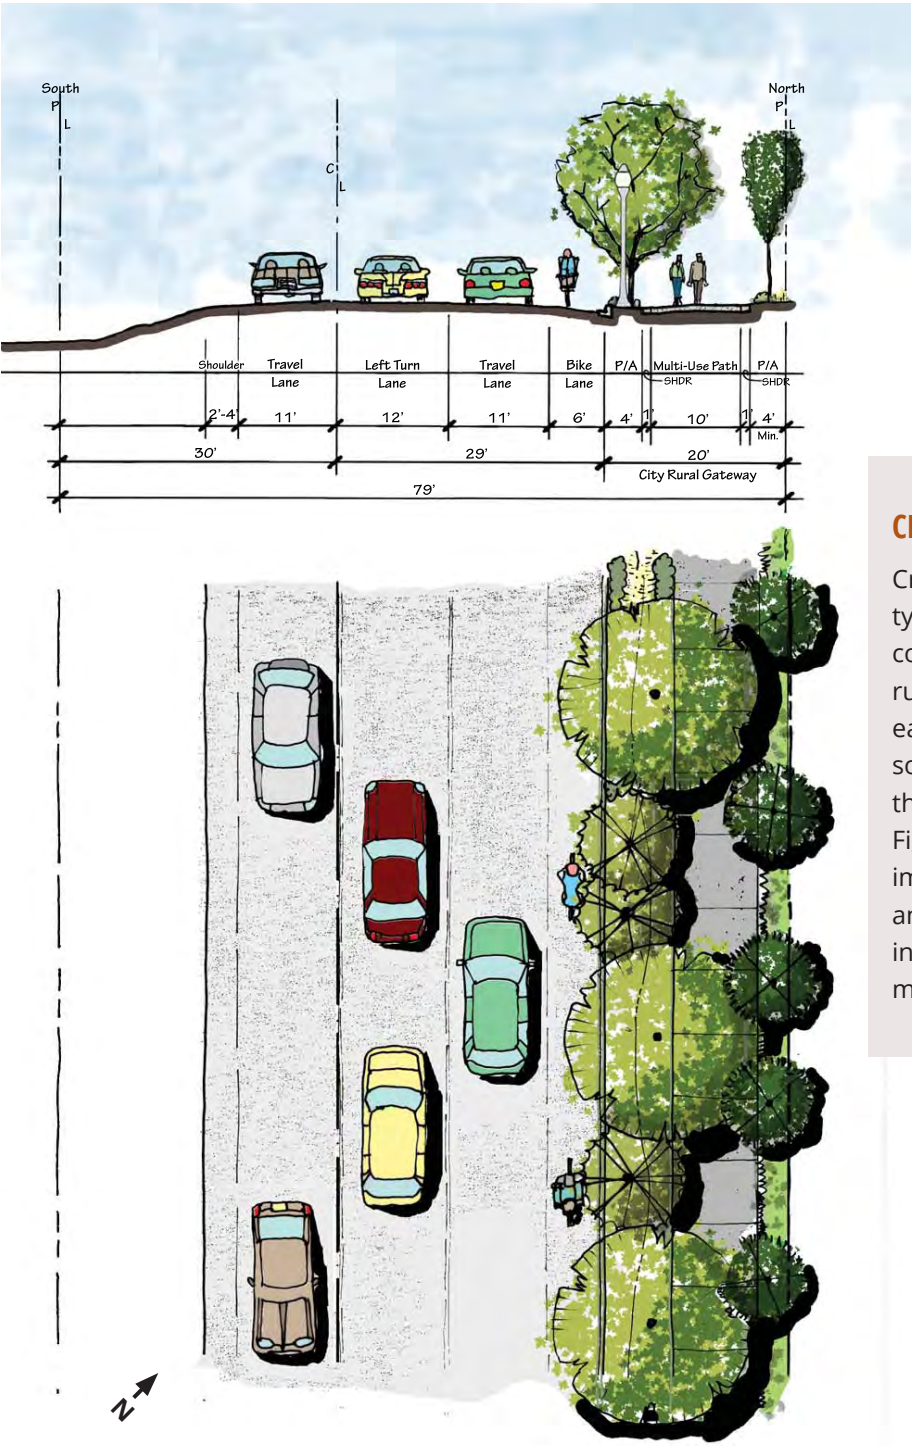 South
North
P
P
L
L
C
L
Shoulder
Travel
Lane
Left Turn
Lane
Travel
Lane
Bike
Lane
P/A
SHDR
Multi-Use Path
P/A
SHDR
2'-4'
11'
12'
11'
6'
4'
1'
10'
1'
4'
Min.
30'
29'
20'
City Rural Gateway
79'
N